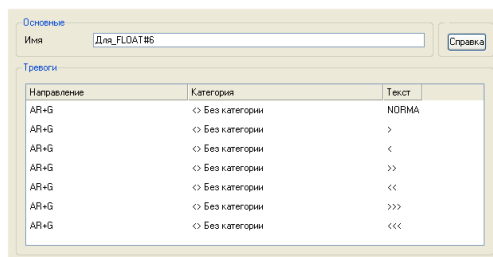 Основные
Имя Для_FLOAT#6 Справка
Тревоги
Направление Категория Текст
AR+G <> Без категории NORMA
AR+G <> Без категории >
AR+G <> Без категории <
AR+G <> Без категории >>
AR+G <> Без категории <<
AR+G <> Без категории >>>
AR+G <> Без категории <<<